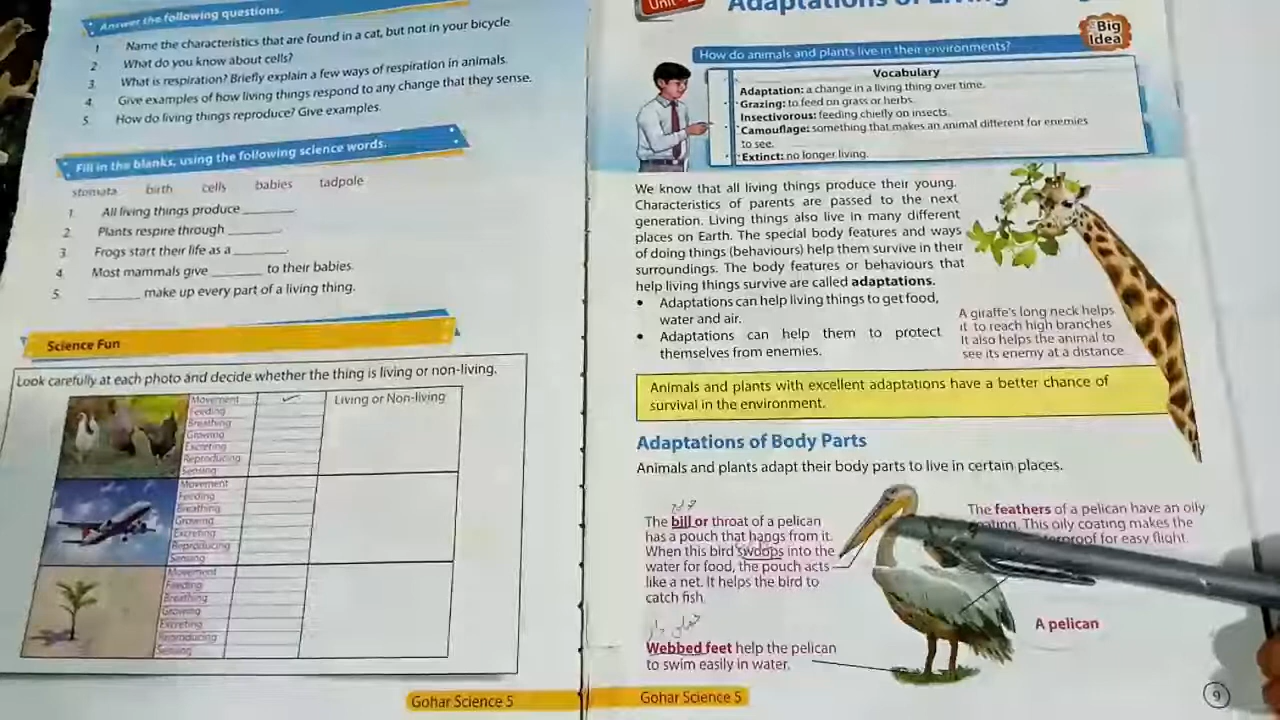 Answer the following questions.
1 Name the characteristics that are found in a cat, but not in your bicycle
2. What do you know about cells?
3. What is respiration? Briefly explain a few ways of respiration in animals.
4. Give examples of how living things respond to any change that they sense.
5. How do living things reproduce? Give examples.
Fill in the blanks, using the following science words.
stomata birth cells babies tadpole
1. All living things produce ________.
2. Plants respire through ________.
3. Frogs start their life as a ________.
4. Most mammals give ________ to their babies.
5. ________ make up every part of a living thing.
Science Fun
Look carefully at each photo and decide whether the thing is living or non-living.
Movement ✓ Living or Non-living
Feeding
Breathing
Growing
Excreting
Reproducing
Sensing
Movement
Feeding
Breathing
Growing
Excreting
Reproducing
Sensing
Movement
Feeding
Breathing
Growing
Excreting
Reproducing
Sensing
Gohar Science 5
Unit
Adaptations of Living
Big
Idea
How do animals and plants live in their environments?
Vocabulary
Adaptation: a change in a living thing over time.
• Grazing: to feed on grass or herbs.
Insectivorous: feeding chiefly on insects.
• Camouflage: something that makes an animal different for enemies
to see.
• Extinct: no longer living.
We know that all living things produce their young.
Characteristics of parents are passed to the next
generation. Living things also live in many different
places on Earth. The special body features and ways
of doing things (behaviours) help them survive in their
surroundings. The body features or behaviours that
help living things survive are called adaptations.
• Adaptations can help living things to get food,
water and air.
• Adaptations can help them to protect
themselves from enemies.
A giraffe's long neck helps
it to reach high branches
It also helps the animal to
see its enemy at a distance
Animals and plants with excellent adaptations have a better chance of
survival in the environment.
Adaptations of Body Parts
Animals and plants adapt their body parts to live in certain places.
The bill or throat of a pelican
has a pouch that hangs from it.
When this bird swoops into the
water for food, the pouch acts
like a net. It helps the bird to
catch fish.
Webbed feet help the pelican
to swim easily in water.
The feathers of a pelican have an oily
This oily coating makes the
for easy flight.
A pelican
Gohar Science 5
9